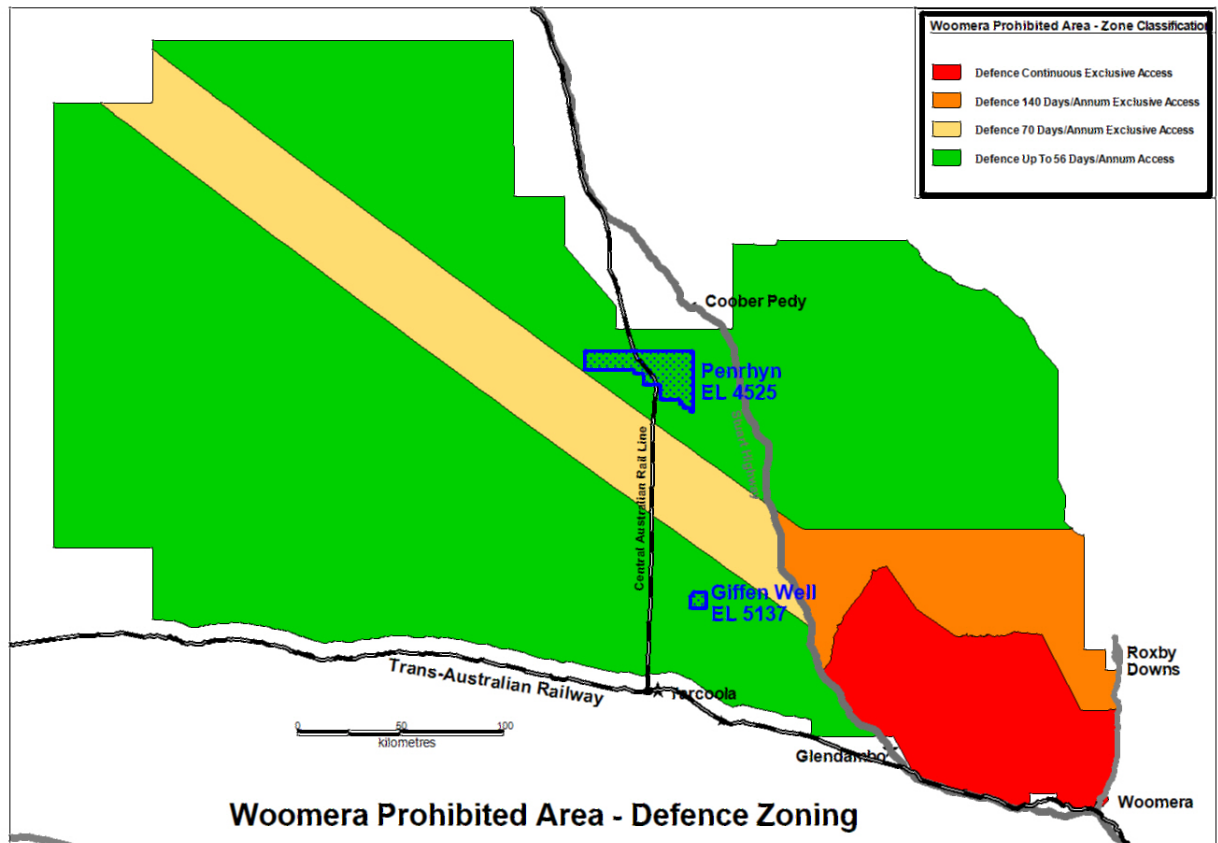 Woomera Prohibited Area - Zone Classification
Defence Continuous Exclusive Access
Defence 140 Days/Annum Exclusive Access
Defence 70 Days/Annum Exclusive Access
Defence Up To 56 Days/Annum Access
Coober Pedy
Penrhyn
EL 4525
Stuart Highway
Central Australian Rail Line
Giffen Well
EL 5137
Roxby
Downs
Trans-Australian Railway
Tarcoola
0 50 100
kilometres
Glendambo
Woomera
Woomera Prohibited Area - Defence Zoning